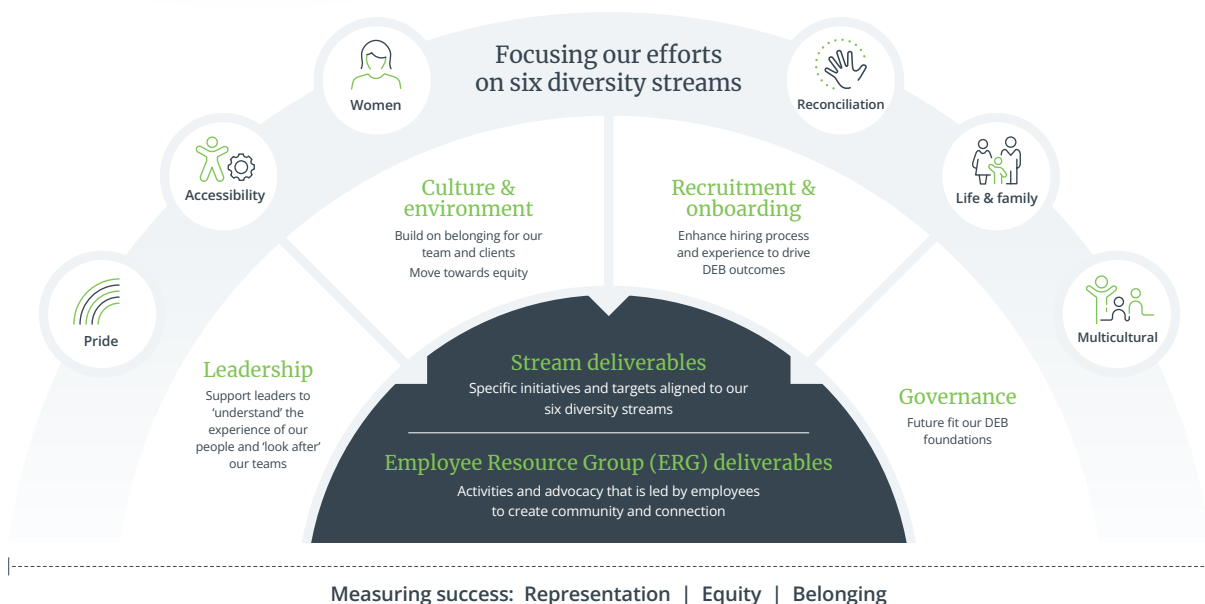 Focusing our efforts
on six diversity streams
Pride
Accessibility
Women
Reconciliation
Life & family
Multicultural
Leadership
Support leaders to
‘understand’ the
experience of our
people and ‘look after’
our teams
Culture &
environment
Build on belonging for our
team and clients
Move towards equity
Recruitment &
onboarding
Enhance hiring process
and experience to drive
DEB outcomes
Governance
Future fit our DEB
foundations
Stream deliverables
Specific initiatives and targets aligned to our
six diversity streams
Employee Resource Group (ERG) deliverables
Activities and advocacy that is led by employees
to create community and connection
Measuring success: Representation | Equity | Belonging